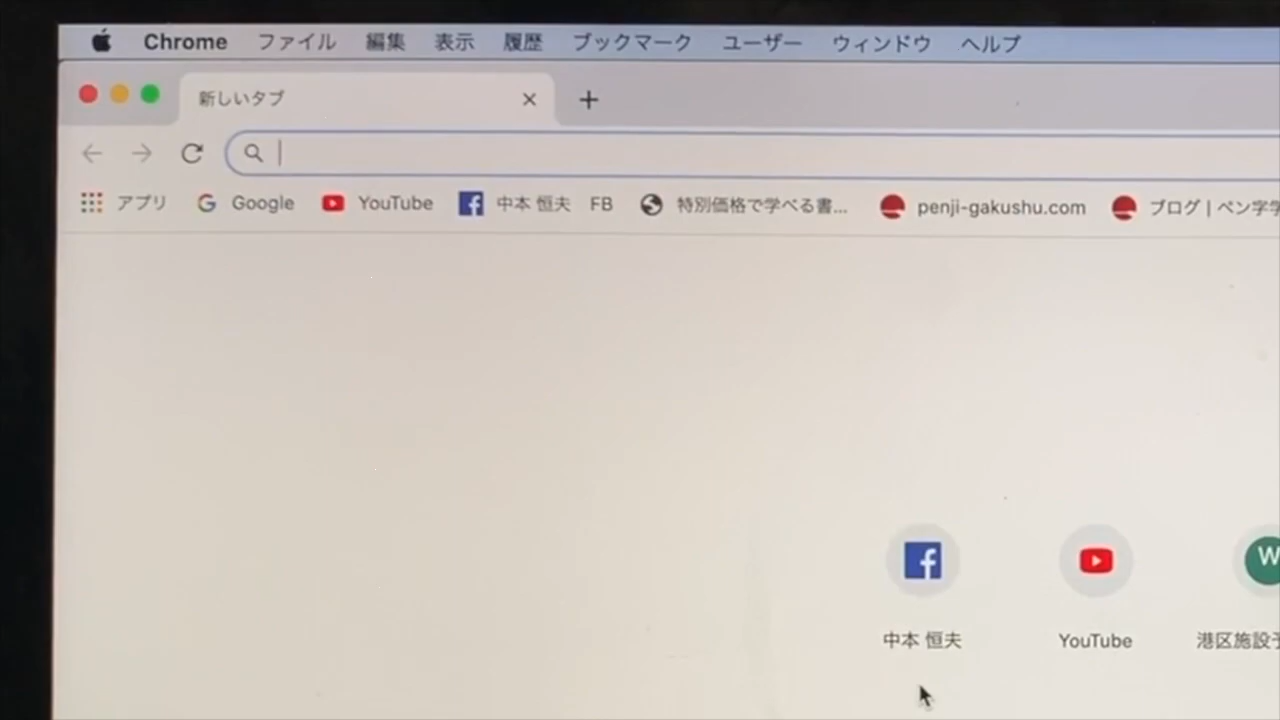 Chrome ファイル 編集 表示 履歴 ブックマーク ユーザー ウィンドウ ヘルプ
新しいタブ
アプリ Google YouTube 中本 恒夫 FB 特別価格で学べる書... penji-gakushu.com ブログ | ペン字学
W
中本 恒夫 YouTube 港区施設予